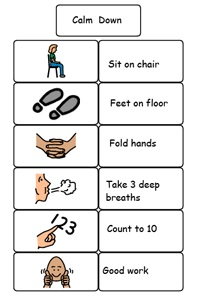 Calm Down
Sit on chair
Feet on floor
Fold hands
Take 3 deep
breaths
123
Count to 10
Good work